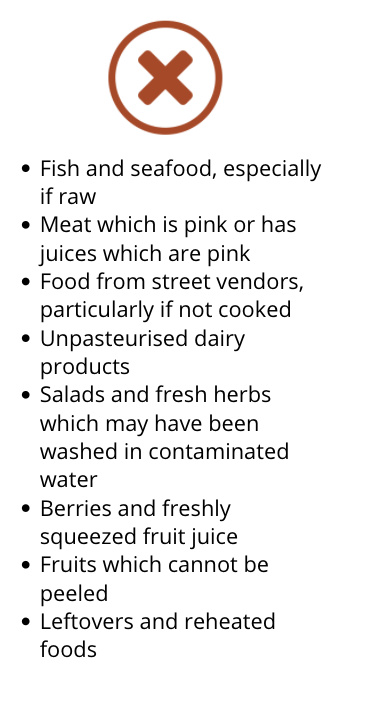 • Fish and seafood, especially
if raw
• Meat which is pink or has
juices which are pink
• Food from street vendors,
particularly if not cooked
• Unpasteurised dairy
products
• Salads and fresh herbs
which may have been
washed in contaminated
water
• Berries and freshly
squeezed fruit juice
• Fruits which cannot be
peeled
• Leftovers and reheated
foods